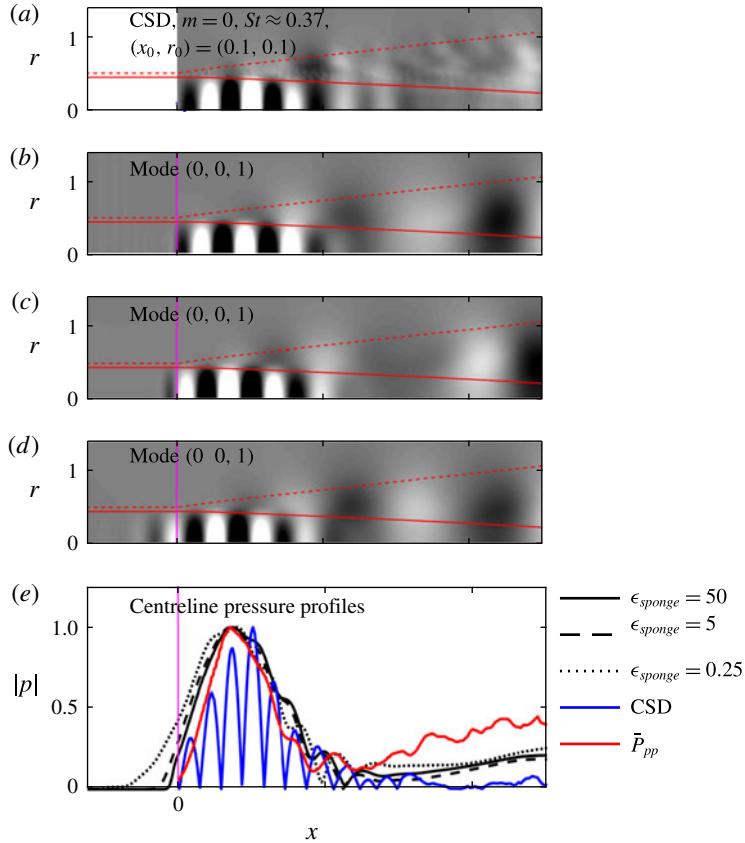 (a)
CSD, m = 0, St ≈ 0.37,
(x₀, r₀) = (0.1, 0.1)
1
r
0
(b)
Mode (0, 0, 1)
1
r
0
(c)
Mode (0, 0, 1)
1
r
0
(d)
Mode (0 0, 1)
1
r
0
(e)
Centreline pressure profiles
1.0
|p|
0.5
0
0
x
ϵsponge = 50
ϵsponge = 5
ϵsponge = 0.25
CSD
P̄pp